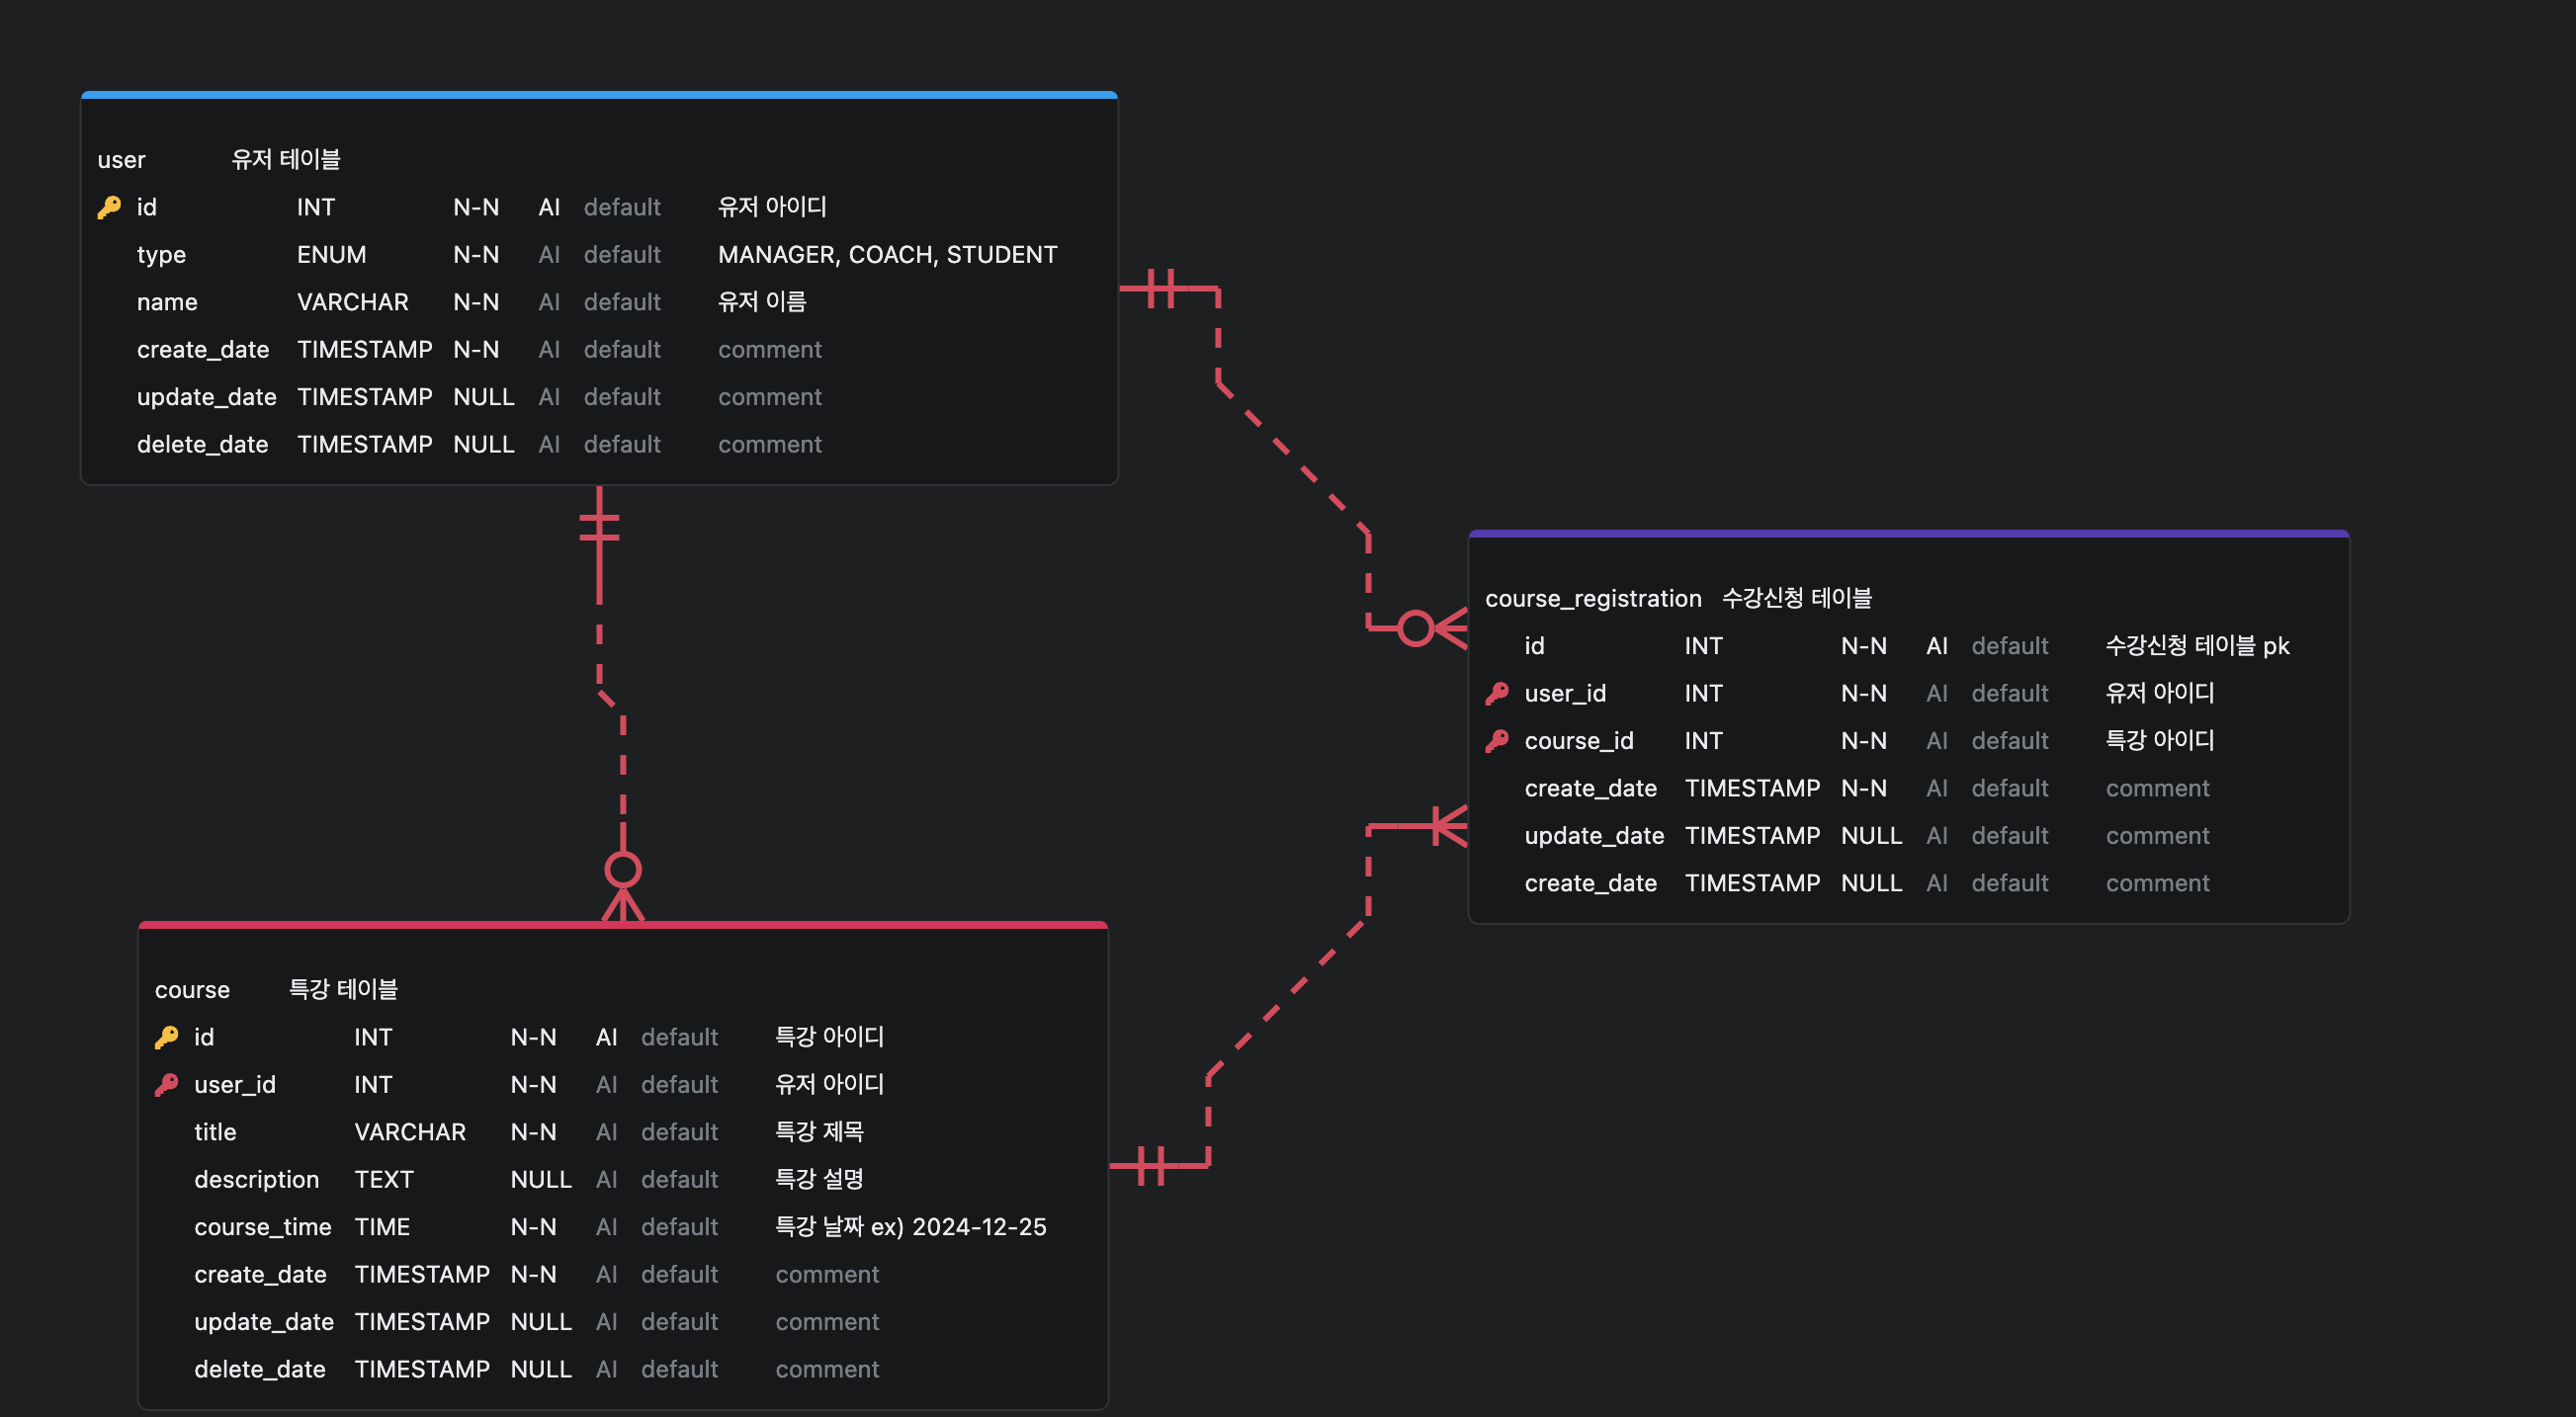 user 유저 테이블
id INT N-N AI default 유저 아이디
type ENUM N-N AI default MANAGER, COACH, STUDENT
name VARCHAR N-N AI default 유저 이름
create_date TIMESTAMP N-N AI default comment
update_date TIMESTAMP NULL AI default comment
delete_date TIMESTAMP NULL AI default comment
course_registration 수강신청 테이블
id INT N-N AI default 수강신청 테이블 pk
user_id INT N-N AI default 유저 아이디
course_id INT N-N AI default 특강 아이디
create_date TIMESTAMP N-N AI default comment
update_date TIMESTAMP NULL AI default comment
create_date TIMESTAMP NULL AI default comment
course 특강 테이블
id INT N-N AI default 특강 아이디
user_id INT N-N AI default 유저 아이디
title VARCHAR N-N AI default 특강 제목
description TEXT NULL AI default 특강 설명
course_time TIME N-N AI default 특강 날짜 ex) 2024-12-25
create_date TIMESTAMP N-N AI default comment
update_date TIMESTAMP NULL AI default comment
delete_date TIMESTAMP NULL AI default comment